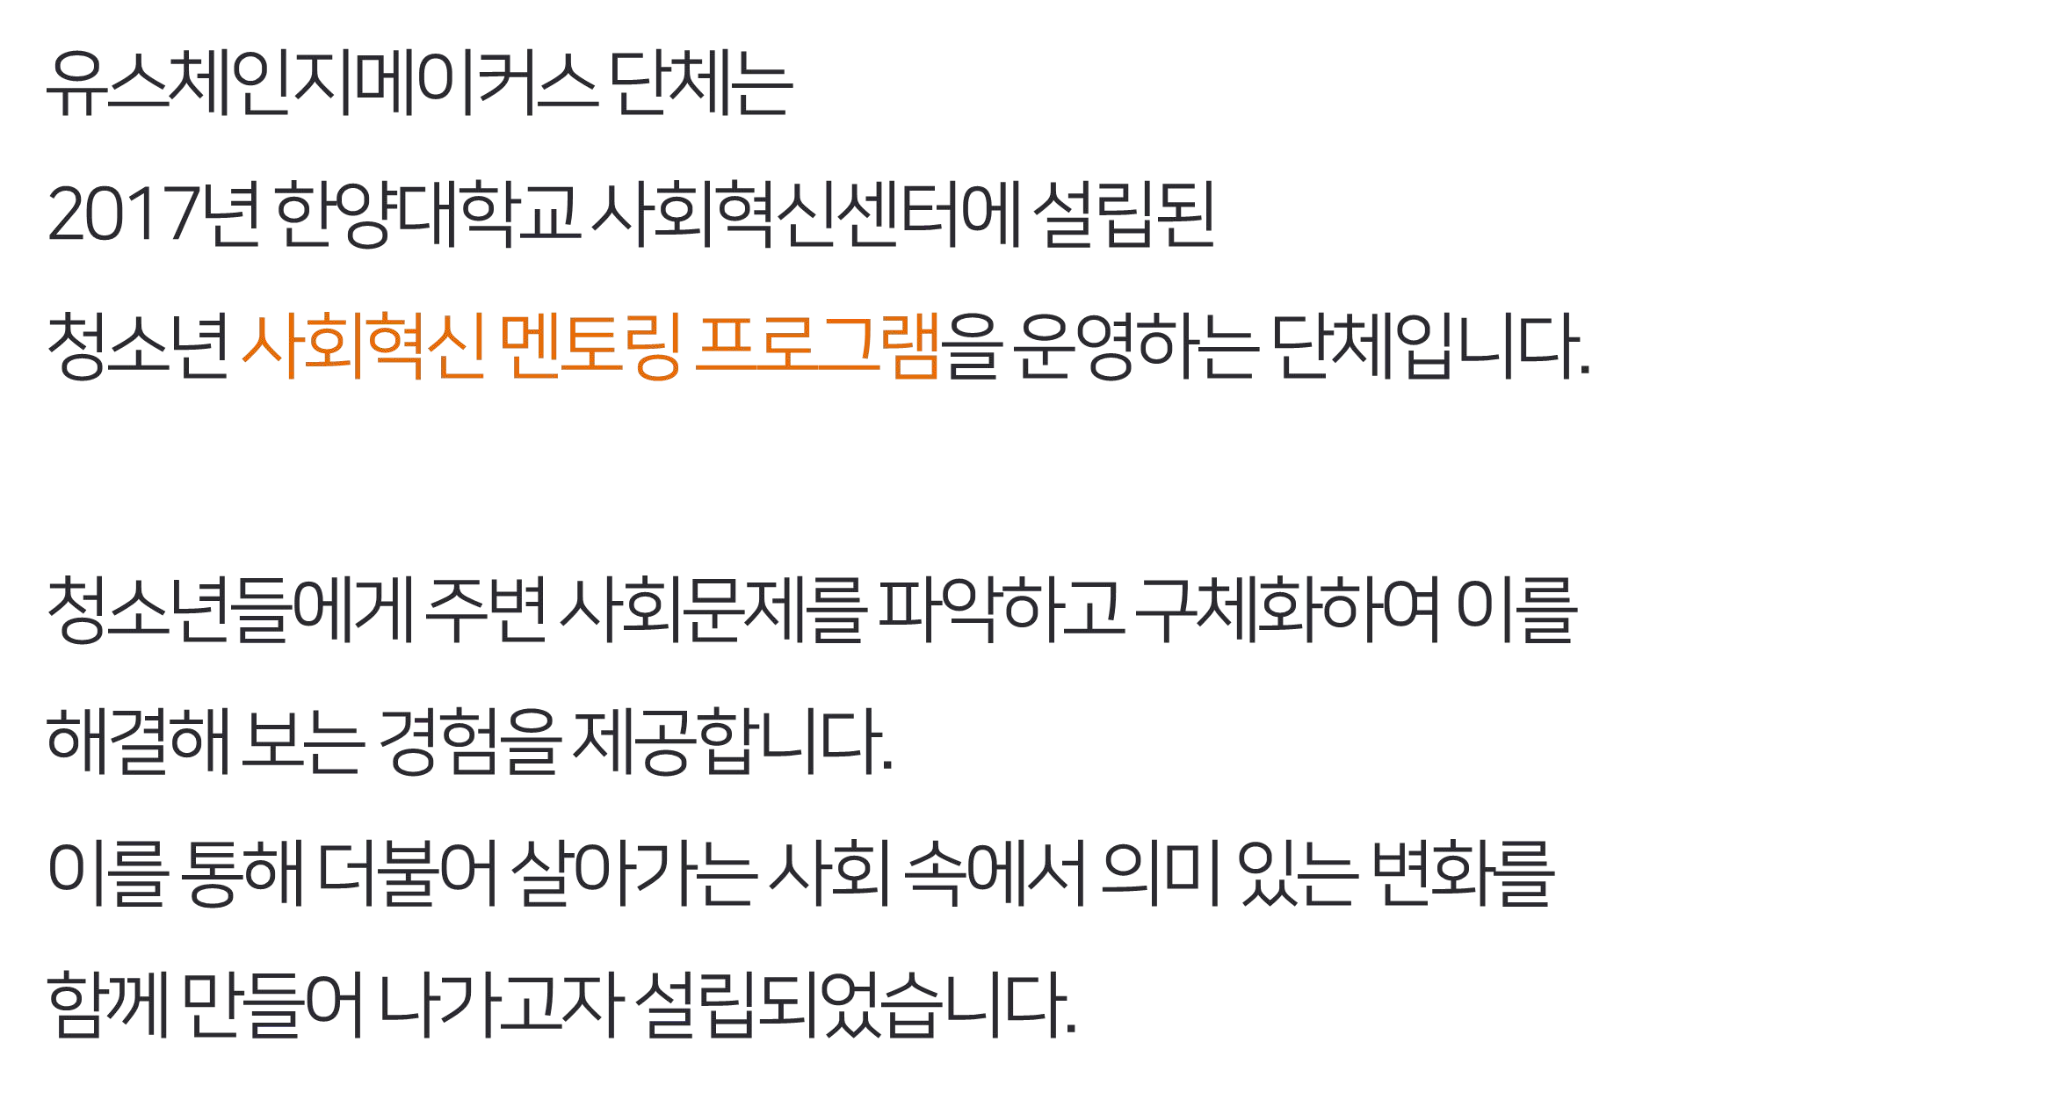 유스체인지메이커스 단체는
2017년 한양대학교 사회혁신센터에 설립된
청소년 사회혁신 멘토링 프로그램을 운영하는 단체입니다.
청소년들에게 주변 사회문제를 파악하고 구체화하여 이를
해결해 보는 경험을 제공합니다.
이를 통해 더불어 살아가는 사회 속에서 의미 있는 변화를
함께 만들어 나가고자 설립되었습니다.